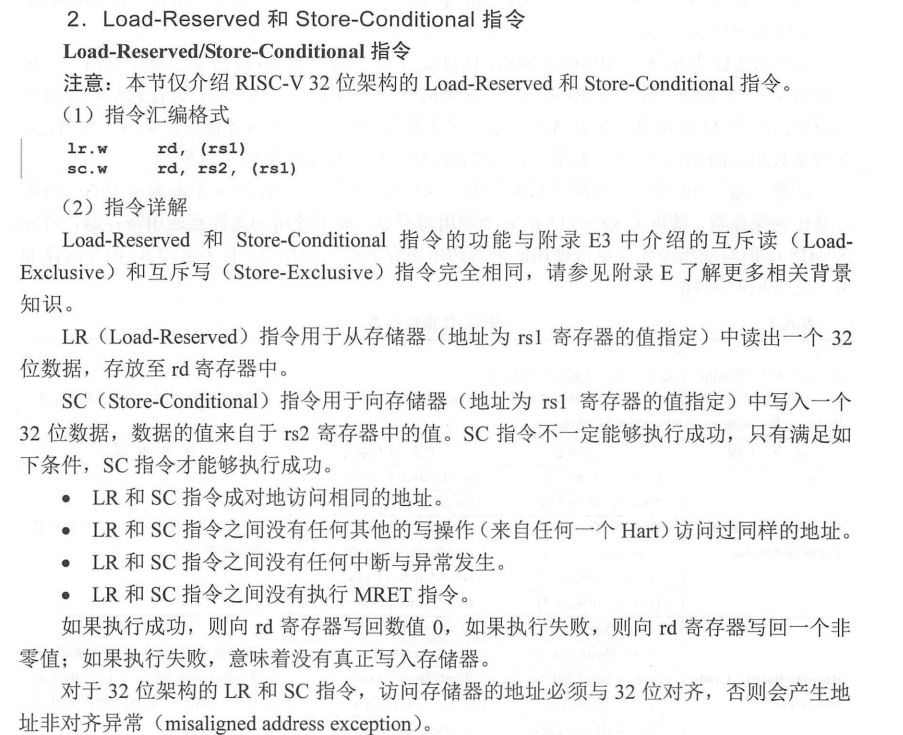 2. Load-Reserved 和 Store-Conditional 指令
Load-Reserved/Store-Conditional 指令
注意：本节仅介绍 RISC-V 32 位架构的 Load-Reserved 和 Store-Conditional 指令。
（1）指令汇编格式
lr.w rd, (rs1)
sc.w rd, rs2, (rs1)
（2）指令详解
Load-Reserved 和 Store-Conditional 指令的功能与附录 E3 中介绍的互斥读（Load-
Exclusive）和互斥写（Store-Exclusive）指令完全相同，请参见附录 E 了解更多相关背景
知识。
LR（Load-Reserved）指令用于从存储器（地址为 rs1 寄存器的值指定）中读出一个 32
位数据，存放至 rd 寄存器中。
SC（Store-Conditional）指令用于向存储器（地址为 rs1 寄存器的值指定）中写入一个
32 位数据，数据的值来自于 rs2 寄存器中的值。SC 指令不一定能够执行成功，只有满足如
下条件，SC 指令才能够执行成功。
• LR 和 SC 指令成对地访问相同的地址。
• LR 和 SC 指令之间没有任何其他的写操作（来自任何一个 Hart）访问过同样的地址。
• LR 和 SC 指令之间没有任何中断与异常发生。
• LR 和 SC 指令之间没有执行 MRET 指令。
如果执行成功，则向 rd 寄存器写回数值 0，如果执行失败，则向 rd 寄存器写回一个非
零值；如果执行失败，意味着没有真正写入存储器。
对于 32 位架构的 LR 和 SC 指令，访问存储器的地址必须与 32 位对齐，否则会产生地
址非对齐异常（misaligned address exception）。